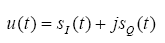 u(t) = s_I(t) + js_Q(t)